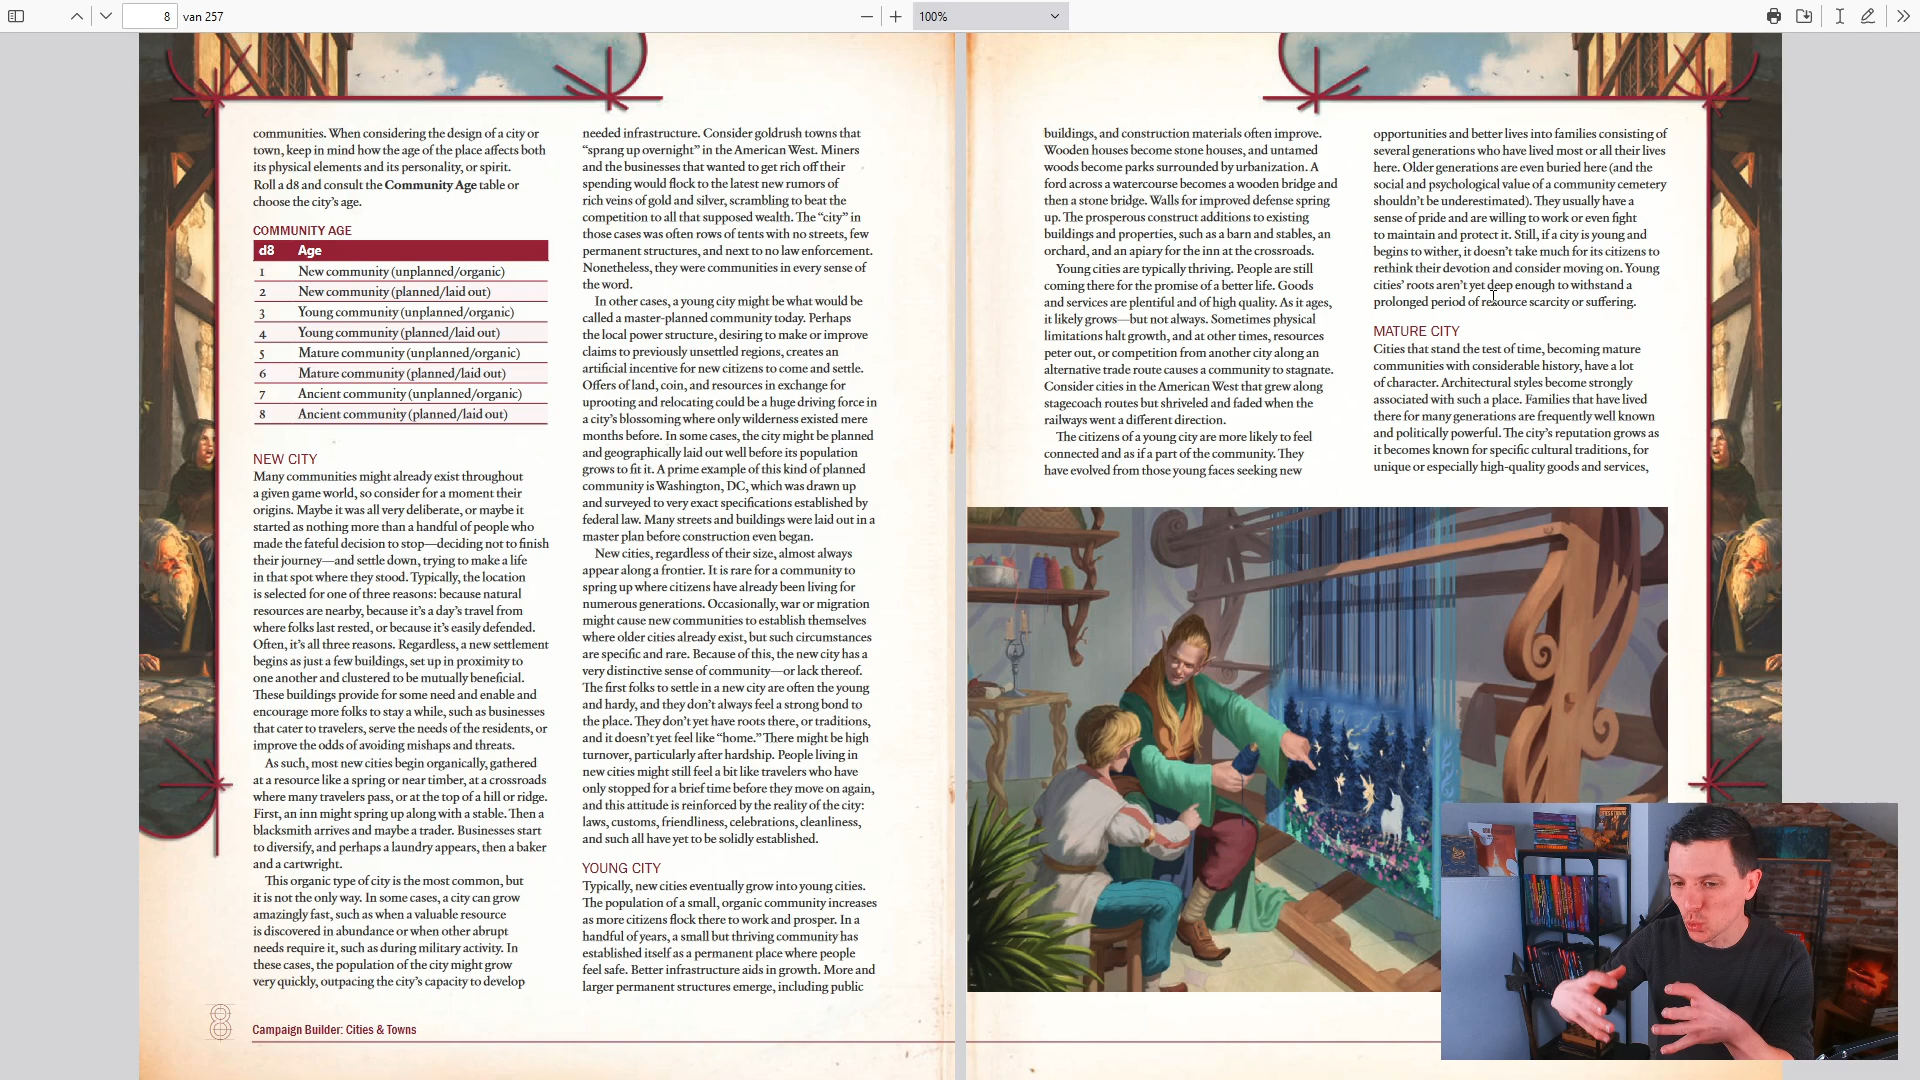 8 van 257
100%
communities. When considering the design of a city or
town, keep in mind how the age of the place affects both
its physical elements and its personality, or spirit.
Roll a d8 and consult the Community Age table or
choose the city's age.
COMMUNITY AGE
d8 Age
1 New community (unplanned/organic)
2 New community (planned/laid out)
3 Young community (unplanned/organic)
4 Young community (planned/laid out)
5 Mature community (unplanned/organic)
6 Mature community (planned/laid out)
7 Ancient community (unplanned/organic)
8 Ancient community (planned/laid out)
NEW CITY
Many communities might already exist throughout
a given game world, so consider for a moment their
origins. Maybe it was all very deliberate, or maybe it
started as nothing more than a handful of people who
made the fateful decision to stop—deciding not to finish
their journey—and settle down, trying to make a life
in that spot where they stood. Typically, the location
is selected for one of three reasons: because natural
resources are nearby, because it's a day's travel from
where folks last rested, or because it's easily defended.
Often, it's all three reasons. Regardless, a new settlement
begins as just a few buildings, set up in proximity to
one another and clustered to be mutually beneficial.
These buildings provide for some need and enable and
encourage more folks to stay a while, such as businesses
that cater to travelers, serve the needs of the residents, or
improve the odds of avoiding mishaps and threats.
As such, most new cities begin organically, gathered
at a resource like a spring or near timber, at a crossroads
where many travelers pass, or at the top of a hill or ridge.
First, an inn might spring up along with a stable. Then a
blacksmith arrives and maybe a trader. Businesses start
to diversify, and perhaps a laundry appears, then a baker
and a cartwright.
This organic type of city is the most common, but
it is not the only way. In some cases, a city can grow
amazingly fast, such as when a valuable resource
is discovered in abundance or when other abrupt
needs require it, such as during military activity. In
these cases, the population of the city might grow
very quickly, outpacing the city's capacity to develop
needed infrastructure. Consider goldrush towns that
“sprang up overnight” in the American West. Miners
and the businesses that wanted to get rich off their
spending would flock to the latest new rumors of
rich veins of gold and silver, scrambling to beat the
competition to all that supposed wealth. The “city” in
those cases was often rows of tents with no streets, few
permanent structures, and next to no law enforcement.
Nonetheless, they were communities in every sense of
the word.
In other cases, a young city might be what would be
called a master-planned community today. Perhaps
the local power structure, desiring to make or improve
claims to previously unsettled regions, creates an
artificial incentive for new citizens to come and settle.
Offers of land, coin, and resources in exchange for
uprooting and relocating could be a huge driving force in
a city's blossoming where only wilderness existed mere
months before. In some cases, the city might be planned
and geographically laid out well before its population
grows to fit it. A prime example of this kind of planned
community is Washington, DC, which was drawn up
and surveyed to very exact specifications established by
federal law. Many streets and buildings were laid out in a
master plan before construction even began.
New cities, regardless of their size, almost always
appear along a frontier. It is rare for a community to
spring up where citizens have already been living for
numerous generations. Occasionally, war or migration
might cause new communities to establish themselves
where older cities already exist, but such circumstances
are specific and rare. Because of this, the new city has a
very distinctive sense of community—or lack thereof.
The first folks to settle in a new city are often the young
and hardy, and they don't always feel a strong bond to
the place. They don't yet have roots there, or traditions,
and it doesn't yet feel like “home.” There might be high
turnover, particularly after hardship. People living in
new cities might still feel a bit like travelers who have
only stopped for a brief time before they move on again,
and this attitude is reinforced by the reality of the city:
laws, customs, friendliness, celebrations, cleanliness,
and such all have yet to be solidly established.
YOUNG CITY
Typically, new cities eventually grow into young cities.
The population of a small, organic community increases
as more citizens flock there to work and prosper. In a
handful of years, a small but thriving community has
established itself as a permanent place where people
feel safe. Better infrastructure aids in growth. More and
larger permanent structures emerge, including public
8 Campaign Builder: Cities & Towns
buildings, and construction materials often improve.
Wooden houses become stone houses, and untamed
woods become parks surrounded by urbanization. A
ford across a watercourse becomes a wooden bridge and
then a stone bridge. Walls for improved defense spring
up. The prosperous construct additions to existing
buildings and properties, such as a barn and stables, an
orchard, and an apiary for the inn at the crossroads.
Young cities are typically thriving. People are still
coming there for the promise of a better life. Goods
and services are plentiful and of high quality. As it ages,
it likely grows—but not always. Sometimes physical
limitations halt growth, and at other times, resources
peter out, or competition from another city along an
alternative trade route causes a community to stagnate.
Consider cities in the American West that grew along
stagecoach routes but shriveled and faded when the
railways went a different direction.
The citizens of a young city are more likely to feel
connected and as if a part of the community. They
have evolved from those young faces seeking new
opportunities and better lives into families consisting of
several generations who have lived most or all their lives
here. Older generations are even buried here (and the
social and psychological value of a community cemetery
shouldn't be underestimated). They usually have a
sense of pride and are willing to work or even fight
to maintain and protect it. Still, if a city is young and
begins to wither, it doesn't take much for its citizens to
rethink their devotion and consider moving on. Young
cities' roots aren't yet deep enough to withstand a
prolonged period of resource scarcity or suffering.
MATURE CITY
Cities that stand the test of time, becoming mature
communities with considerable history, have a lot
of character. Architectural styles become strongly
associated with such a place. Families that have lived
there for many generations are frequently well known
and politically powerful. The city's reputation grows as
it becomes known for specific cultural traditions, for
unique or especially high-quality goods and services,